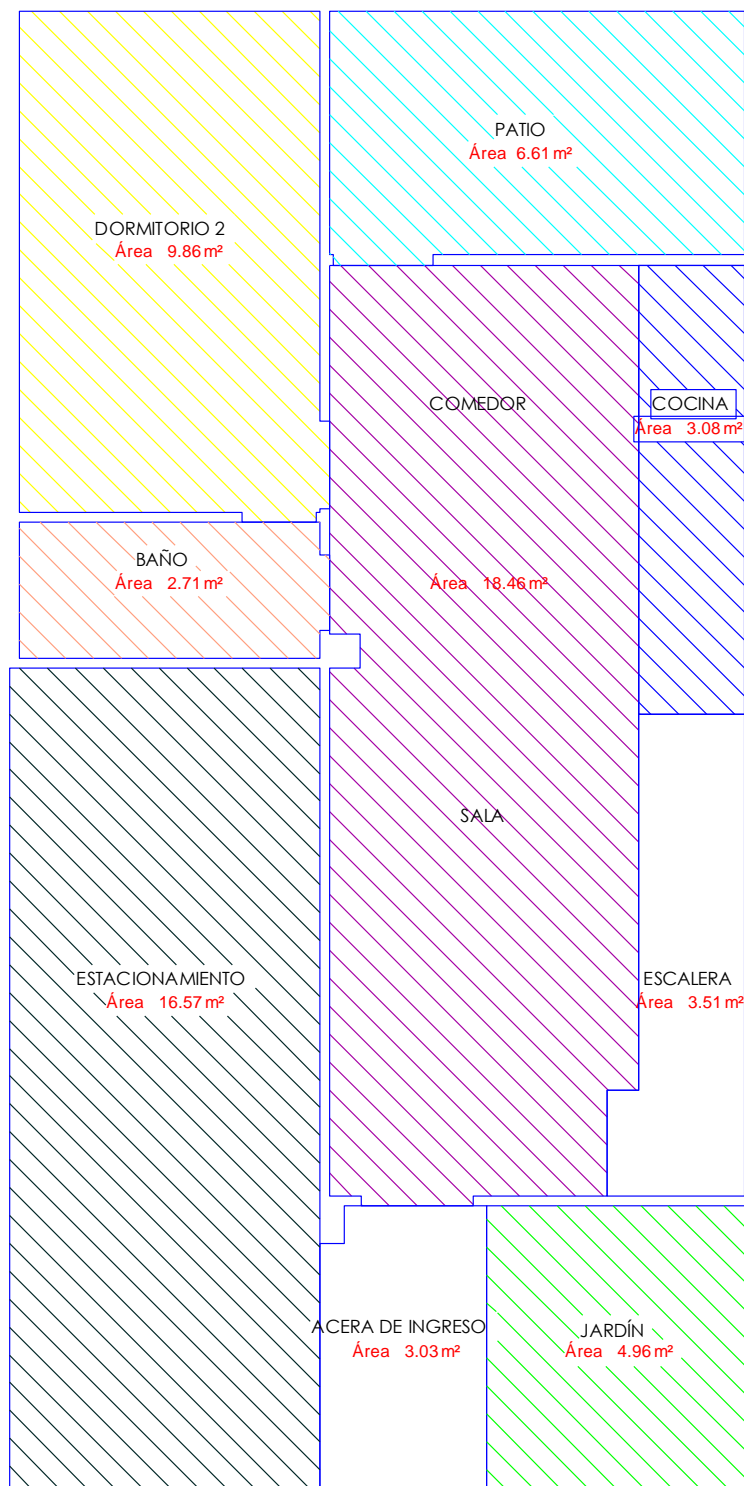 PATIO
Área 6.61 m²
DORMITORIO 2
Área 9.86 m²
COMEDOR
COCINA
Área 3.08 m²
BAÑO
Área 2.71 m²
Área 18.46 m²
SALA
ESTACIONAMIENTO
Área 16.57 m²
ESCALERA
Área 3.51 m²
ACERA DE INGRESO
Área 3.03 m²
JARDÍN
Área 4.96 m²